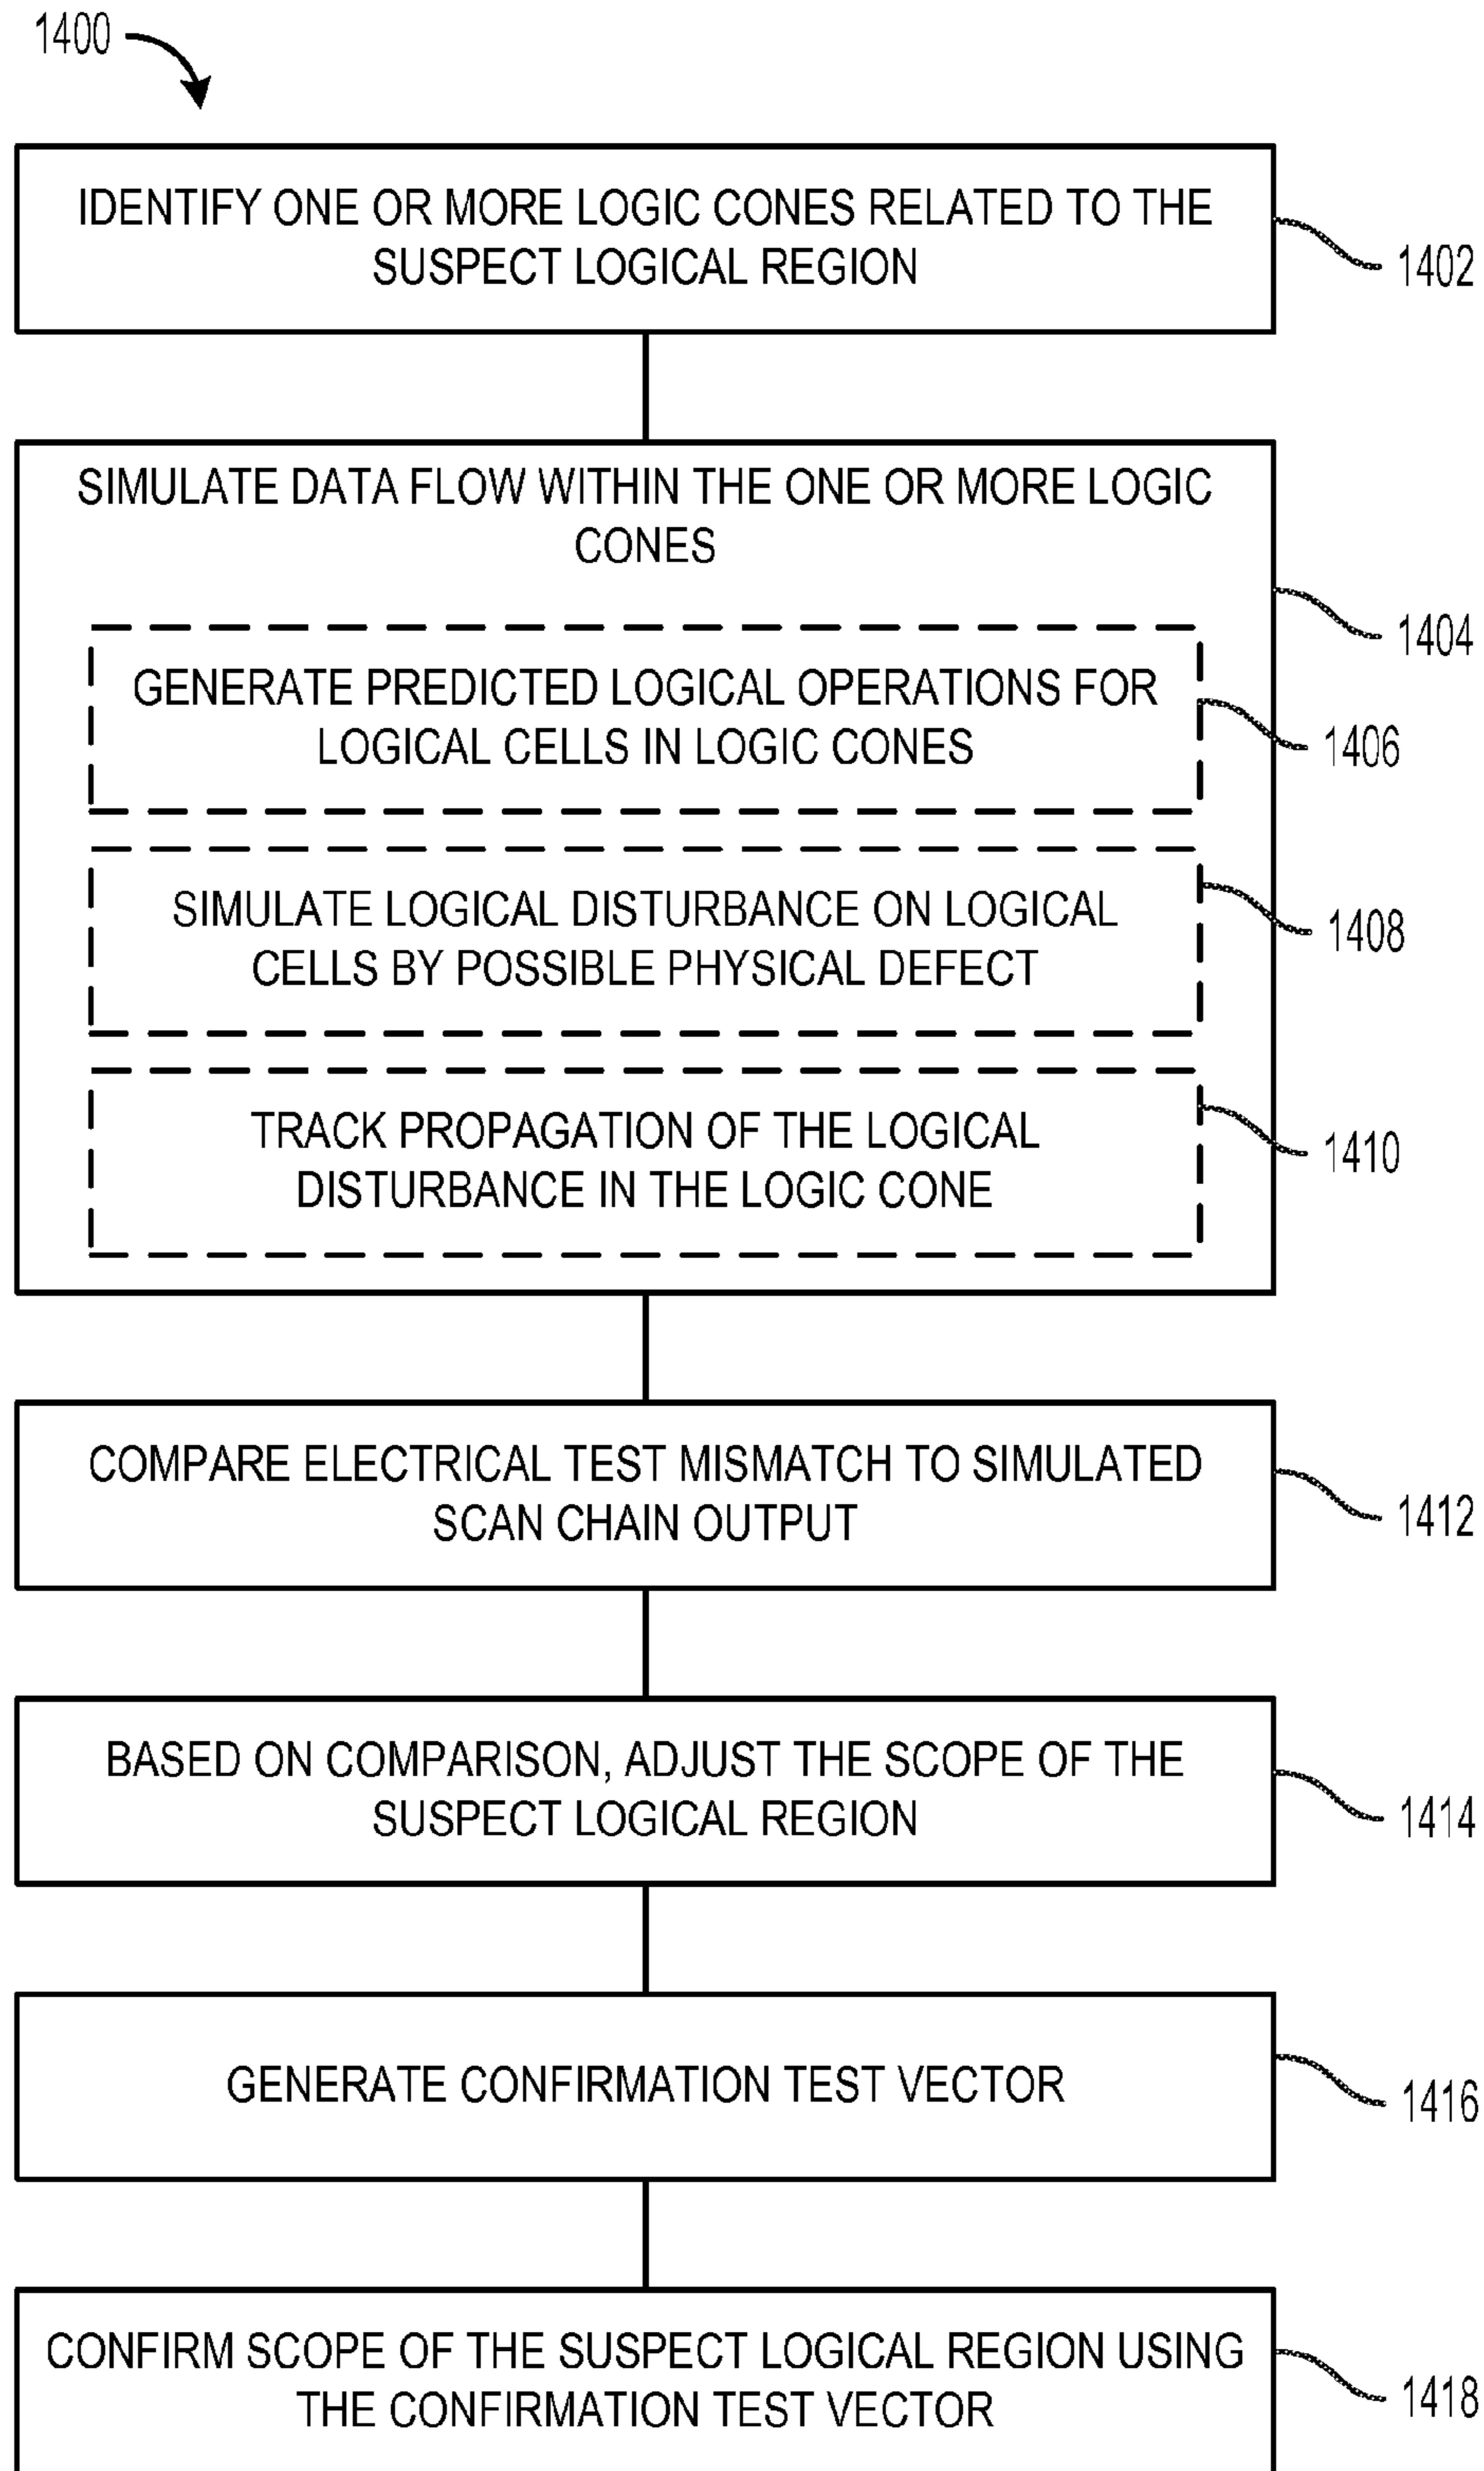 1400
IDENTIFY ONE OR MORE LOGIC CONES RELATED TO THE
SUSPECT LOGICAL REGION
1402
SIMULATE DATA FLOW WITHIN THE ONE OR MORE LOGIC
CONES
1404
GENERATE PREDICTED LOGICAL OPERATIONS FOR
LOGICAL CELLS IN LOGIC CONES
1406
SIMULATE LOGICAL DISTURBANCE ON LOGICAL
CELLS BY POSSIBLE PHYSICAL DEFECT
1408
TRACK PROPAGATION OF THE LOGICAL
DISTURBANCE IN THE LOGIC CONE
1410
COMPARE ELECTRICAL TEST MISMATCH TO SIMULATED
SCAN CHAIN OUTPUT
1412
BASED ON COMPARISON, ADJUST THE SCOPE OF THE
SUSPECT LOGICAL REGION
1414
GENERATE CONFIRMATION TEST VECTOR
1416
CONFIRM SCOPE OF THE SUSPECT LOGICAL REGION USING
THE CONFIRMATION TEST VECTOR
1418